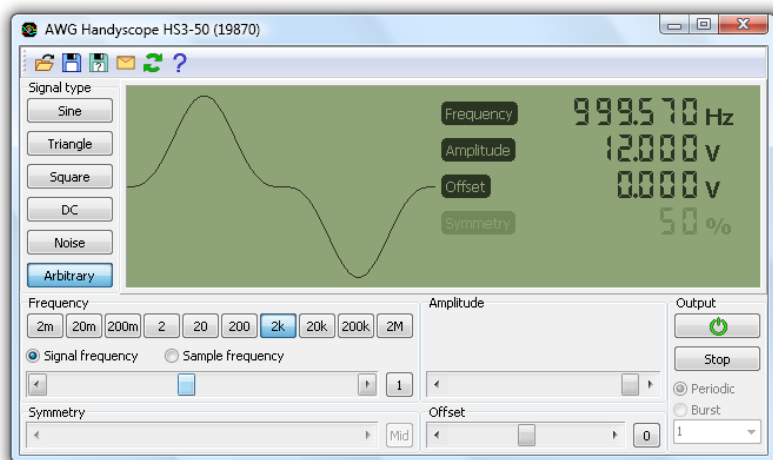 AWG Handyscope HS3-50 (19870)
Signal type
Sine
Triangle
Square
DC
Noise
Arbitrary
Frequency 999.570 Hz
Amplitude 12.000 V
Offset 0.000 V
Symmetry 50 %
Frequency
2m 20m 200m 2 20 200 2k 20k 200k 2M
Signal frequency Sample frequency
1
Symmetry
Mid
Amplitude
Offset
0
Output
Stop
Periodic
Burst
1